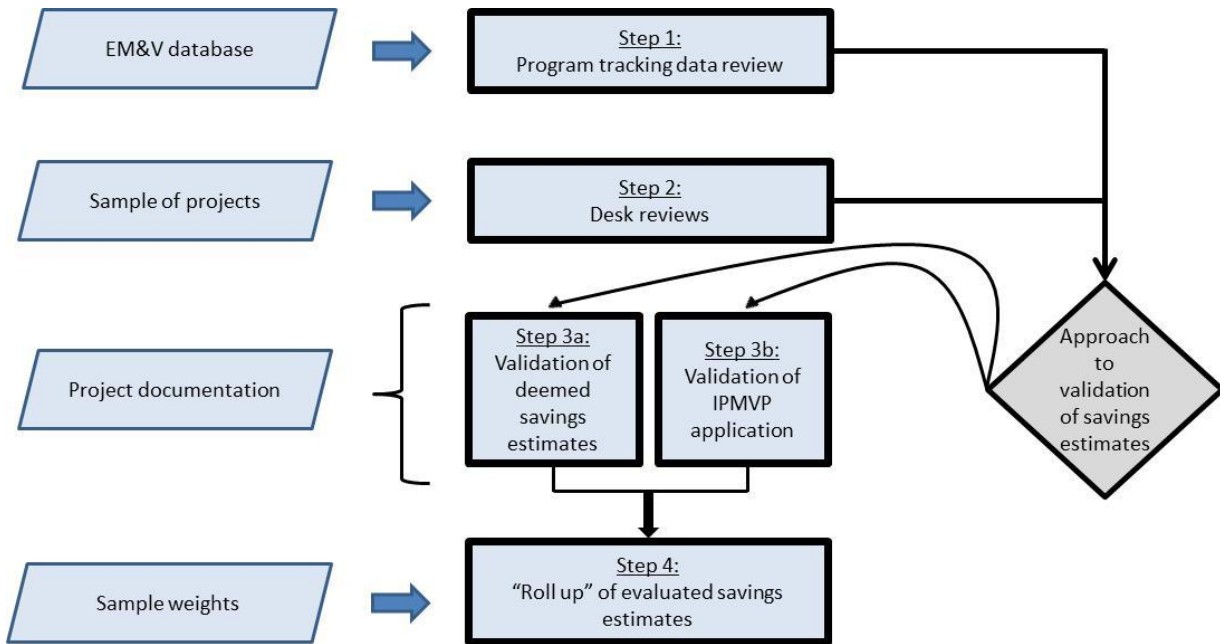 EM&V database
Step 1:
Program tracking data review
Sample of projects
Step 2:
Desk reviews
Project documentation
Step 3a:
Validation of
deemed
savings
estimates
Step 3b:
Validation of
IPMVP
application
Approach
to
validation
of savings
estimates
Sample weights
Step 4:
“Roll up” of evaluated savings
estimates